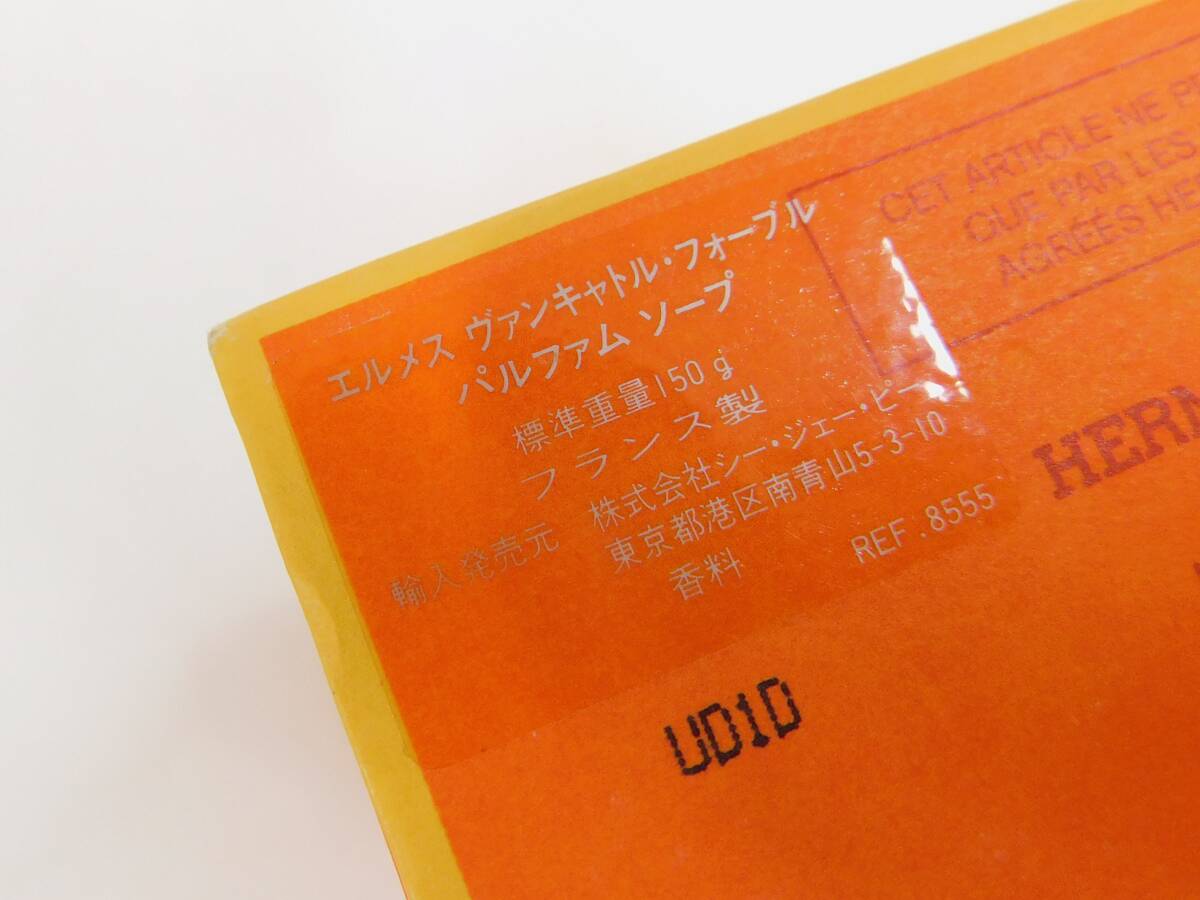 エルメス ヴァンキャトル・フォーブル
パルファム ソープ
標準重量150g
フランス製
輸入発売元 株式会社シー・ジェー・ピー
東京都港区南青山5-3-10
香料 REF.8555
CET ARTICLE NE
QUE PAR LES
AGRÉES
HERM
UD1D